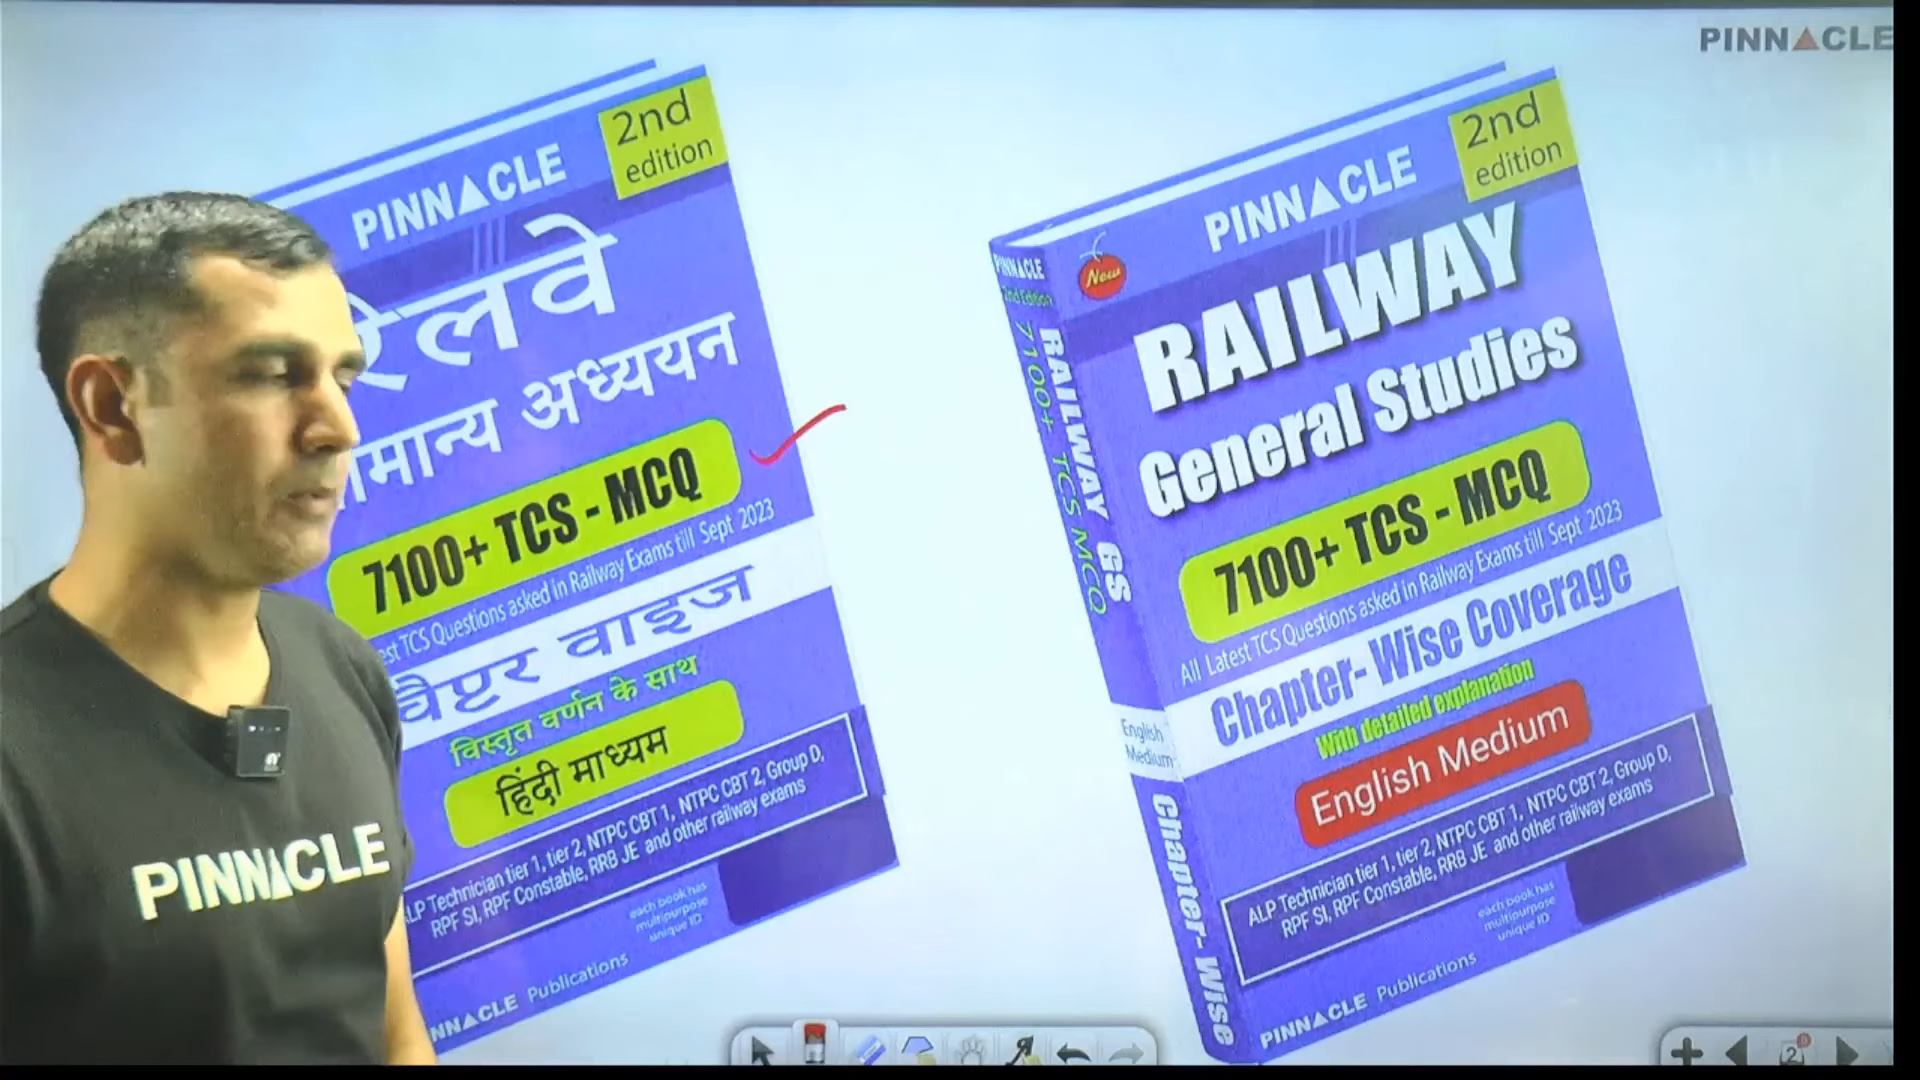 PINNACLE
2nd
edition
PINNACLE
रेलवे
सामान्य अध्ययन
7100+ TCS - MCQ
TCS Questions asked in Railway Exams till Sept 2023
चैप्टर वाइज
विस्तृत वर्णन के साथ
हिंदी माध्यम
ALP Technician tier 1, tier 2, NTPC CBT 1, NTPC CBT 2, Group D,
RPF SI, RPF Constable, RRB JE and other railway exams
each book has
multipurpose
unique ID
PINNACLE Publications
PINNACLE
2nd Edition
7100+ TCS MCQ
RAILWAY GS
English
Medium
Chapter- Wise
New
2nd
edition
PINNACLE
RAILWAY
General Studies
7100+ TCS - MCQ
All Latest TCS Questions asked in Railway Exams till Sept 2023
Chapter- Wise Coverage
With detailed explanation
English Medium
ALP Technician tier 1, tier 2, NTPC CBT 1, NTPC CBT 2, Group D,
RPF SI, RPF Constable, RRB JE and other railway exams
each book has
multipurpose
unique ID
PINNACLE Publications
PINNACLE
2